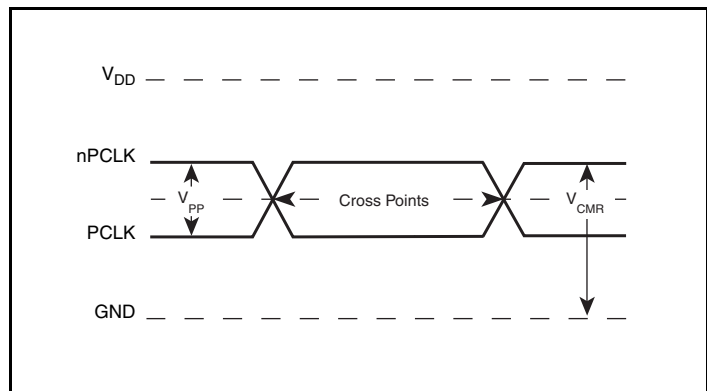 VDD
nPCLK
VPP
Cross Points
VCMR
PCLK
GND